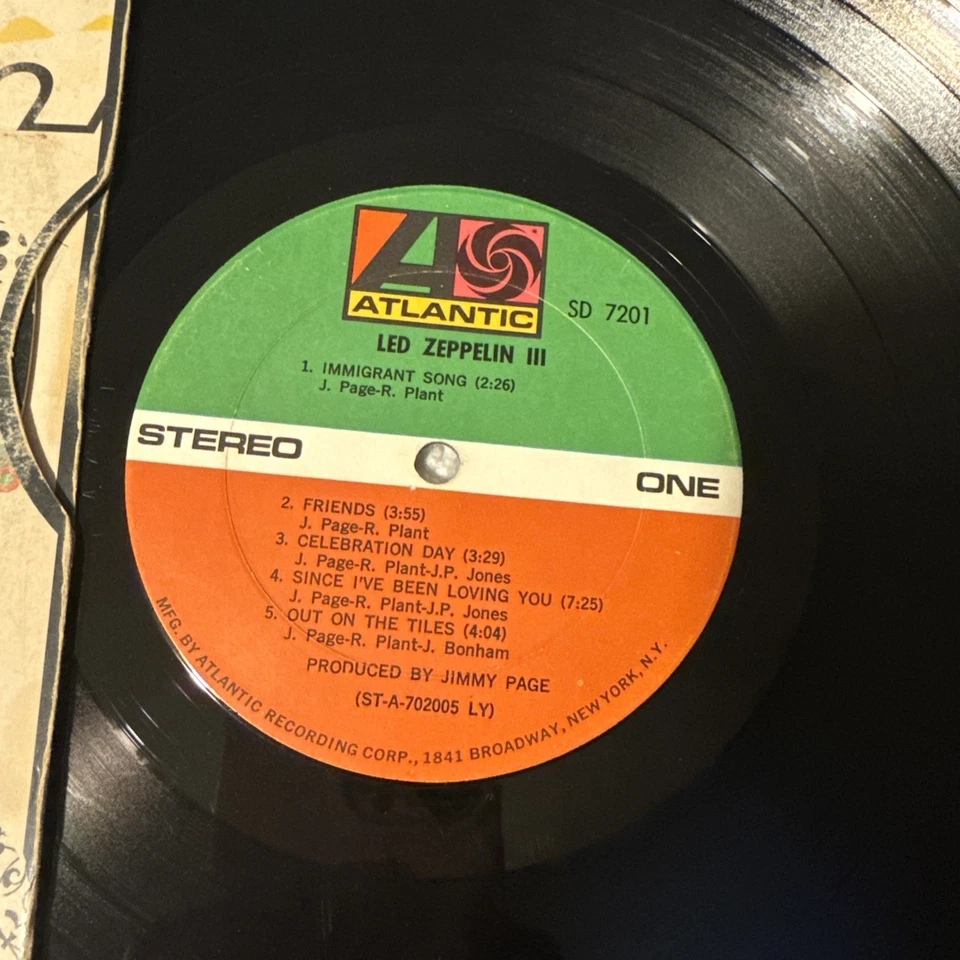 ATLANTIC
SD 7201
LED ZEPPELIN III
1. IMMIGRANT SONG (2:26)
J. Page-R. Plant
STEREO
ONE
2. FRIENDS (3:55)
J. Page-R. Plant
3. CELEBRATION DAY (3:29)
J. Page-R. Plant-J.P. Jones
4. SINCE I'VE BEEN LOVING YOU (7:25)
J. Page-R. Plant-J.P. Jones
5. OUT ON THE TILES (4:04)
J. Page-R. Plant-J. Bonham
PRODUCED BY JIMMY PAGE
(ST-A-702005 LY)
MFG. BY ATLANTIC RECORDING CORP., 1841 BROADWAY, NEW YORK, N.Y.